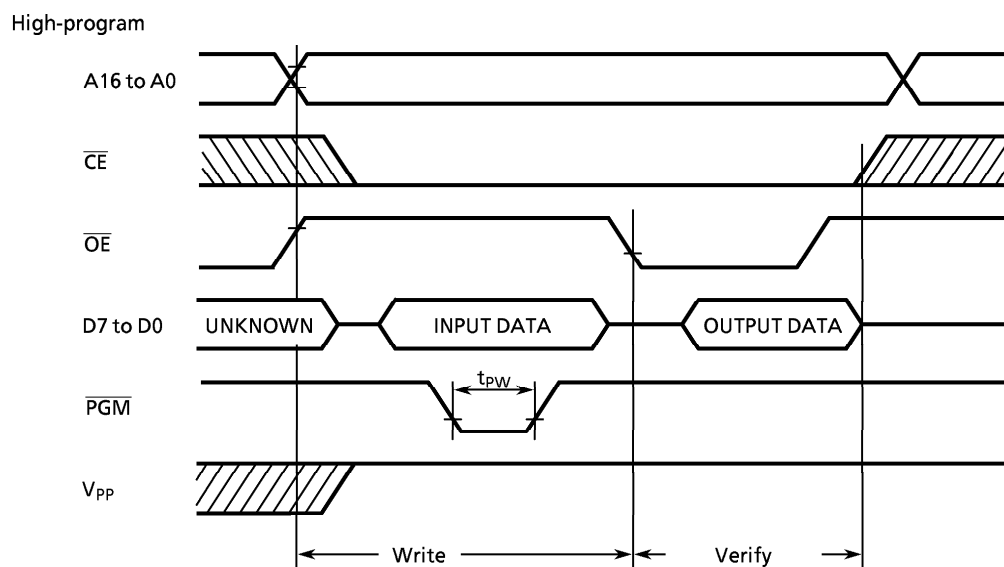 High-program
A16 to A0
CE
OE
D7 to D0 UNKNOWN INPUT DATA OUTPUT DATA
tPW
PGM
VPP
Write Verify